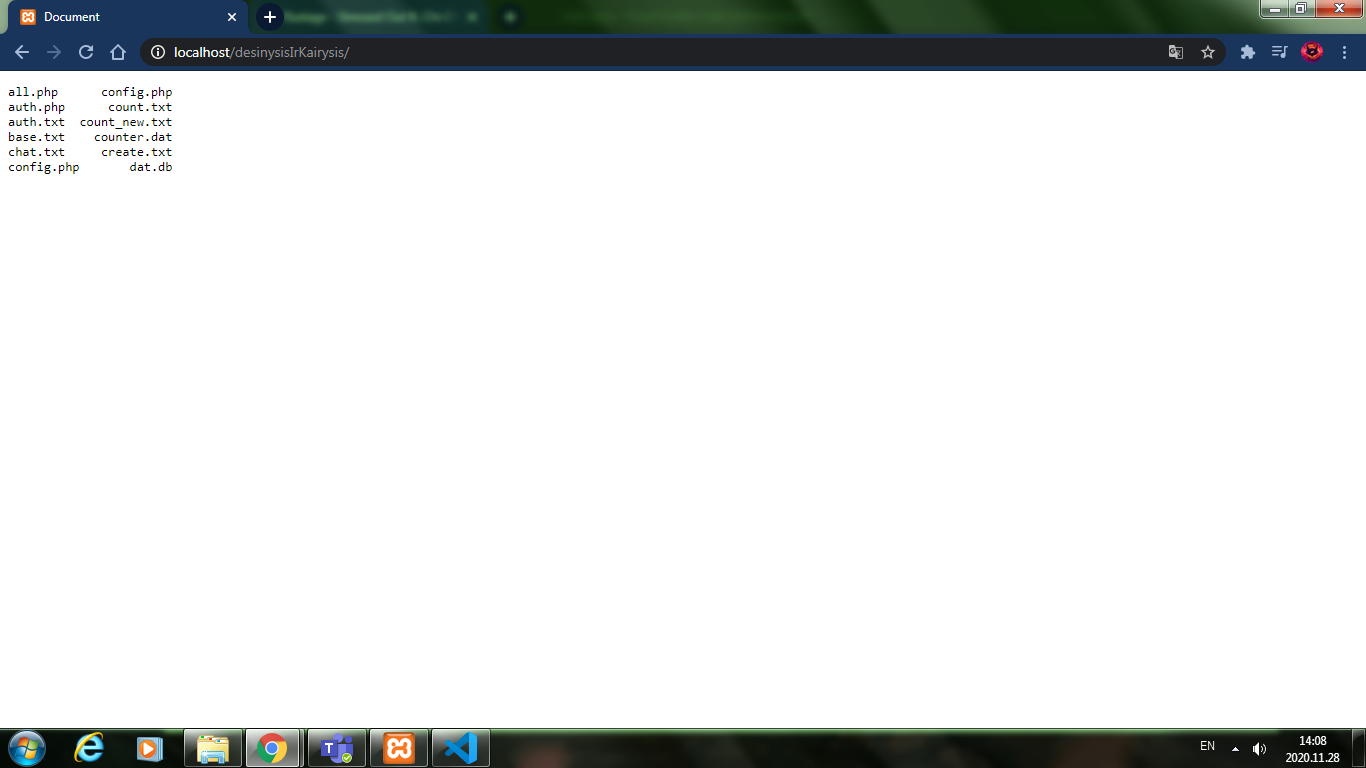 Document
localhost/desinysisIrKairysis/
all.php      config.php
auth.php      count.txt
auth.txt  count_new.txt
base.txt    counter.dat
chat.txt     create.txt
config.php       dat.db
EN
14:08
2020.11.28